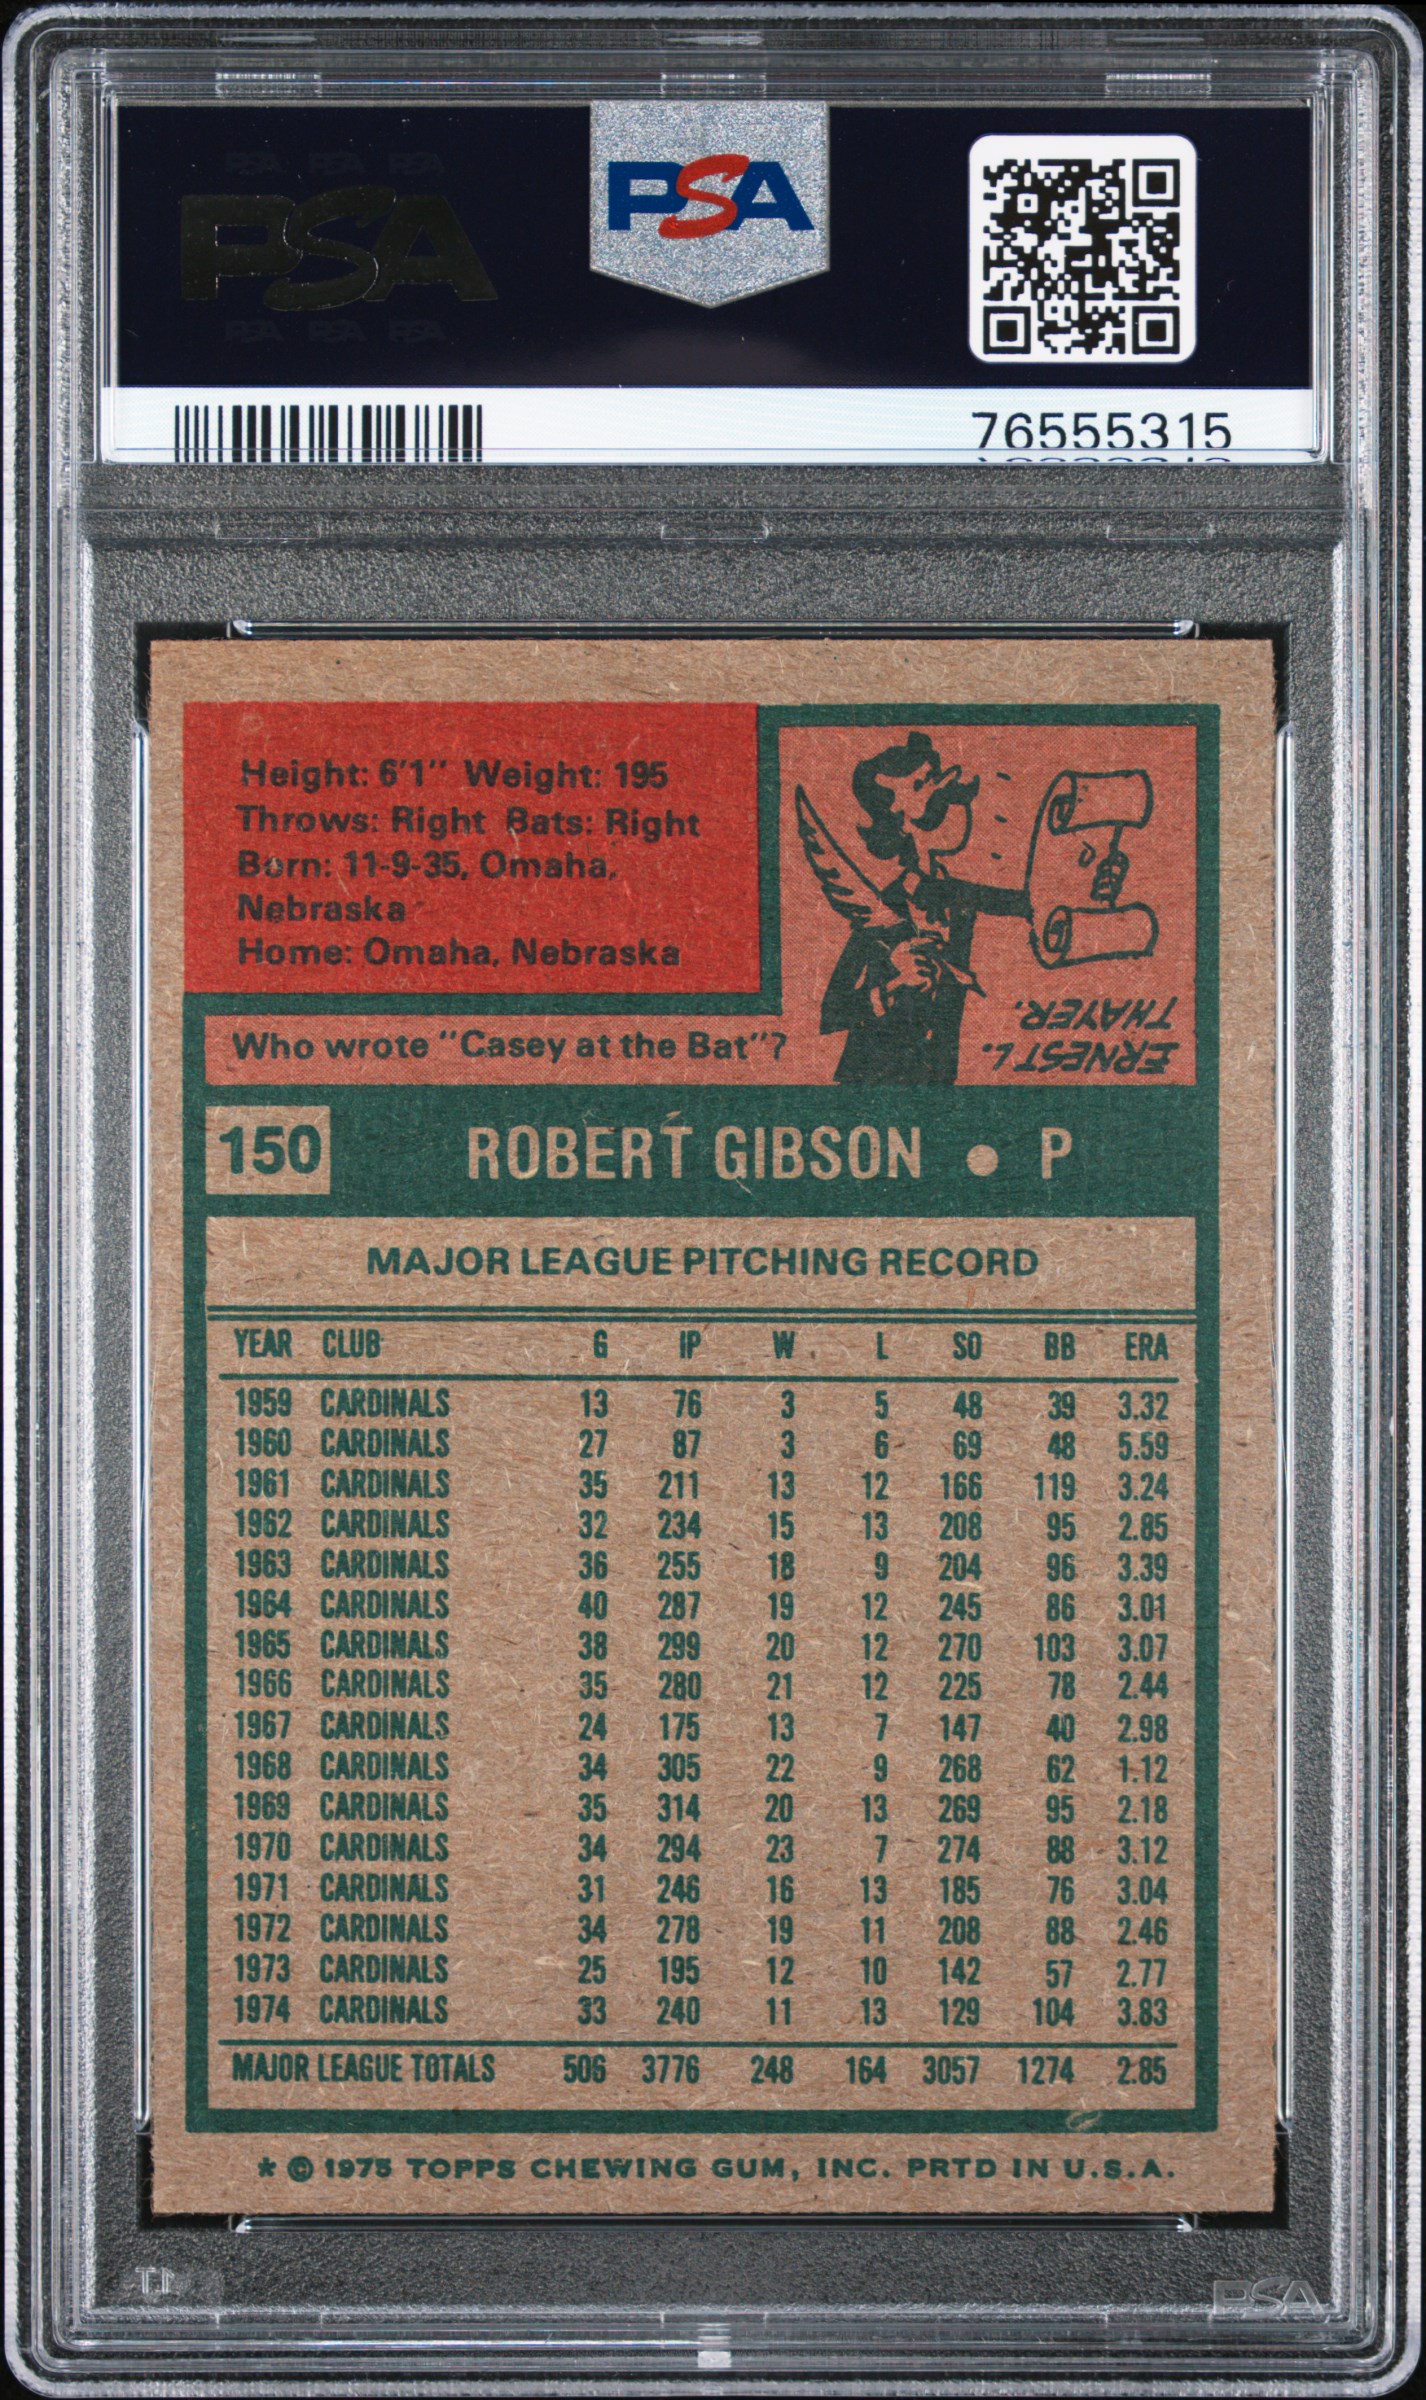 PSA PSA PSA
PSA
PSA PSA PSA
PSA
76555315
Height: 6'1" Weight: 195
Throws: Right Bats: Right
Born: 11-9-35, Omaha,
Nebraska
Home: Omaha, Nebraska
Who wrote "Casey at the Bat"?
ERNEST L.
THAYER.
150 ROBERT GIBSON • P
MAJOR LEAGUE PITCHING RECORD
YEAR CLUB G IP W L SO BB ERA
1959 CARDINALS 13 76 3 5 48 39 3.32
1960 CARDINALS 27 87 3 6 69 48 5.59
1961 CARDINALS 35 211 13 12 166 119 3.24
1962 CARDINALS 32 234 15 13 208 95 2.85
1963 CARDINALS 36 255 18 9 204 96 3.39
1964 CARDINALS 40 287 19 12 245 86 3.01
1965 CARDINALS 38 299 20 12 270 103 3.07
1966 CARDINALS 35 280 21 12 225 78 2.44
1967 CARDINALS 24 175 13 7 147 40 2.98
1968 CARDINALS 34 305 22 9 268 62 1.12
1969 CARDINALS 35 314 20 13 269 95 2.18
1970 CARDINALS 34 294 23 7 274 88 3.12
1971 CARDINALS 31 246 16 13 185 76 3.04
1972 CARDINALS 34 278 19 11 208 88 2.46
1973 CARDINALS 25 195 12 10 142 57 2.77
1974 CARDINALS 33 240 11 13 129 104 3.83
MAJOR LEAGUE TOTALS 506 3776 248 164 3057 1274 2.85
* © 1975 TOPPS CHEWING GUM, INC. PRTD IN U.S.A.
PSA